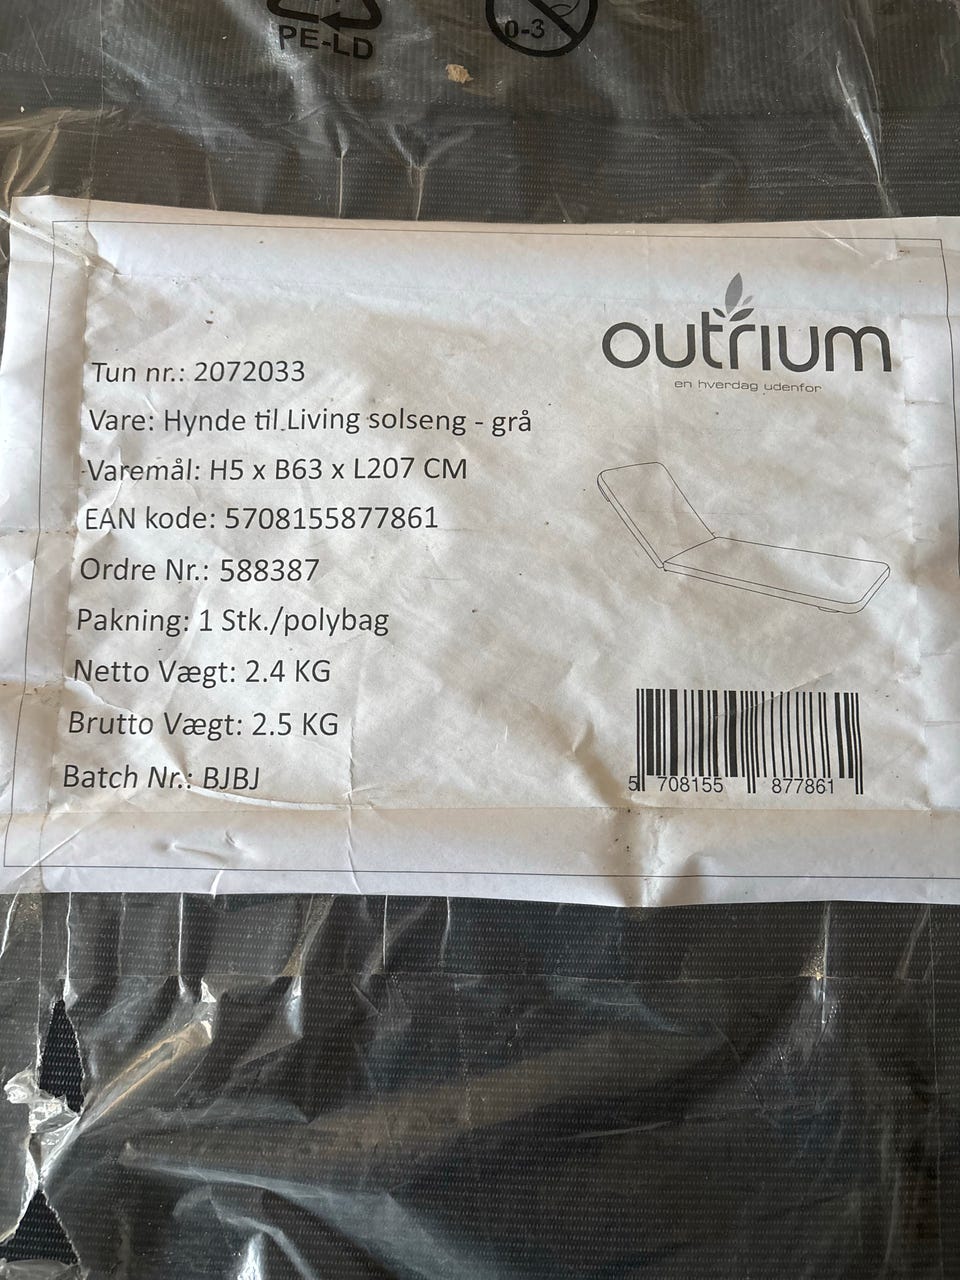 PE-LD
0-3
outrium
en hverdag udenfor
Tun nr.: 2072033
Vare: Hynde til Living solseng - grå
Varemål: H5 x B63 x L207 CM
EAN kode: 5708155877861
Ordre Nr.: 588387
Pakning: 1 Stk./polybag
Netto Vægt: 2.4 KG
Brutto Vægt: 2.5 KG
Batch Nr.: BJBJ
5 708155 877861